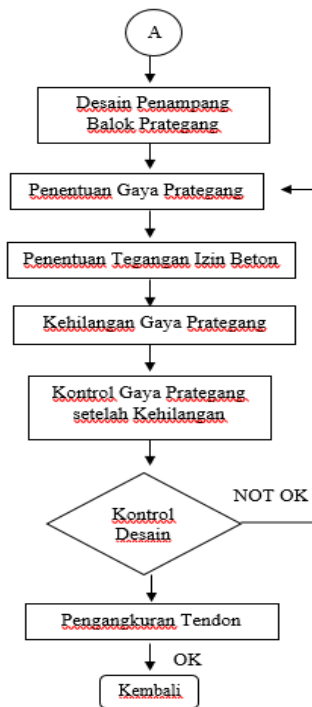 A
Desain Penampang
Balok Prategang
Penentuan Gaya Prategang
Penentuan Tegangan Izin Beton
Kehilangan Gaya Prategang
Kontrol Gaya Prategang
setelah Kehilangan
NOT OK
Kontrol
Desain
Pengangkuran Tendon
OK
Kembali